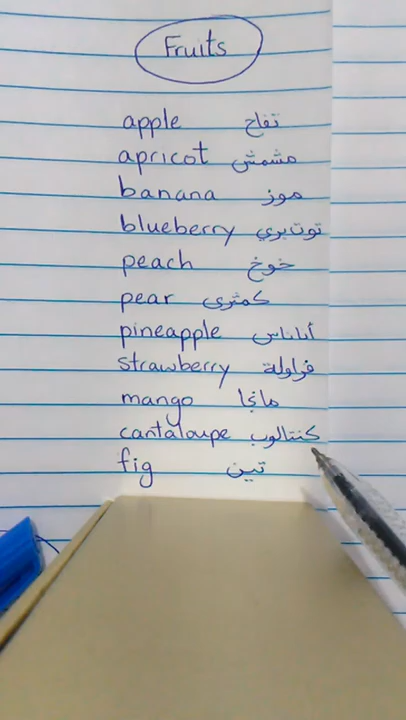 Fruits
apple تفاح
apricot مشمش
banana موز
blueberry توت بري
peach خوخ
pear كمثرى
pineapple أناناس
strawberry فراولة
mango مانجا
cantaloupe كنتالوب
fig تين